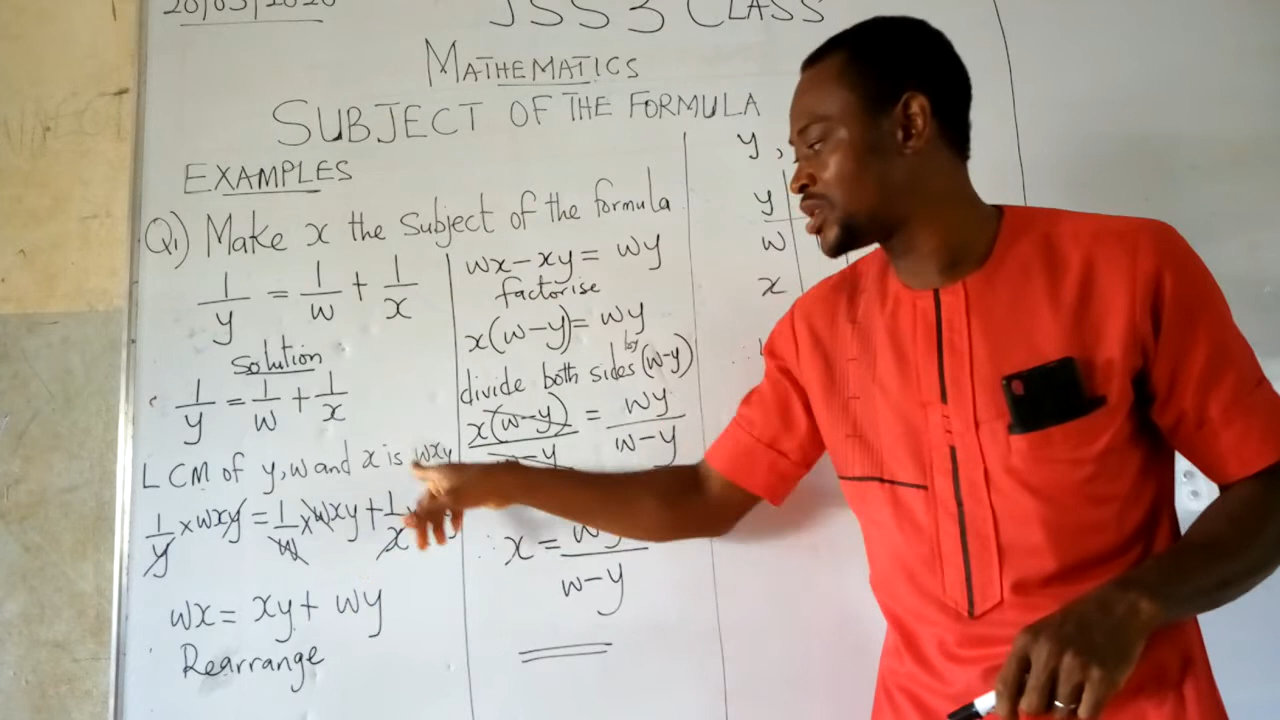 JSS3 CLASS
MATHEMATICS
SUBJECT OF THE FORMULA
EXAMPLES
Q1) Make x the subject of the formula
1/y = 1/w + 1/x
Solution
1/y = 1/w + 1/x
LCM of y, w and x is wxy
1/y × wxy = 1/w × wxy + 1/x
wx = xy + wy
Rearrange
wx - xy = wy
factorise
x(w-y) = wy
divide both sides by (w-y)
x(w-y)/w-y = wy/w-y
∴ x = wy/w-y
y,
y
w
x